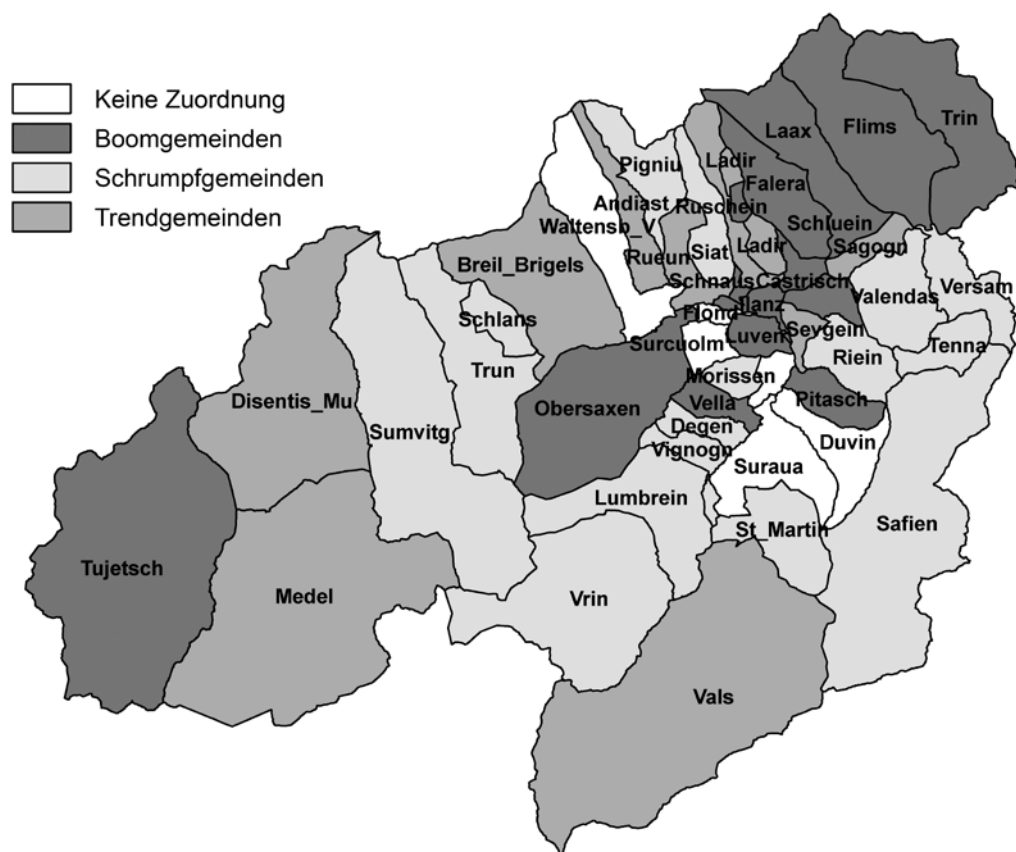 Keine Zuordnung
Boomgemeinden
Schrumpfgemeinden
Trendgemeinden
Trin
Flims
Laax
Ladir
Pigniu
Falera
Andiast
Ruschein
Waltensb_V
Schluein
Ladir
Sagogn
Siat
Rueun
Breil_Brigels
Schnaus
Castrisch
Versam
Valendas
Ilanz
Flond
Schlans
Seygein
Luven
Surcuolm
Tenna
Riein
Trun
Morissen
Pitasch
Disentis_Mu
Vella
Obersaxen
Degen
Sumvitg
Duvin
Vignogn
Suraua
Lumbrein
Safien
St_Martin
Tujetsch
Medel
Vrin
Vals